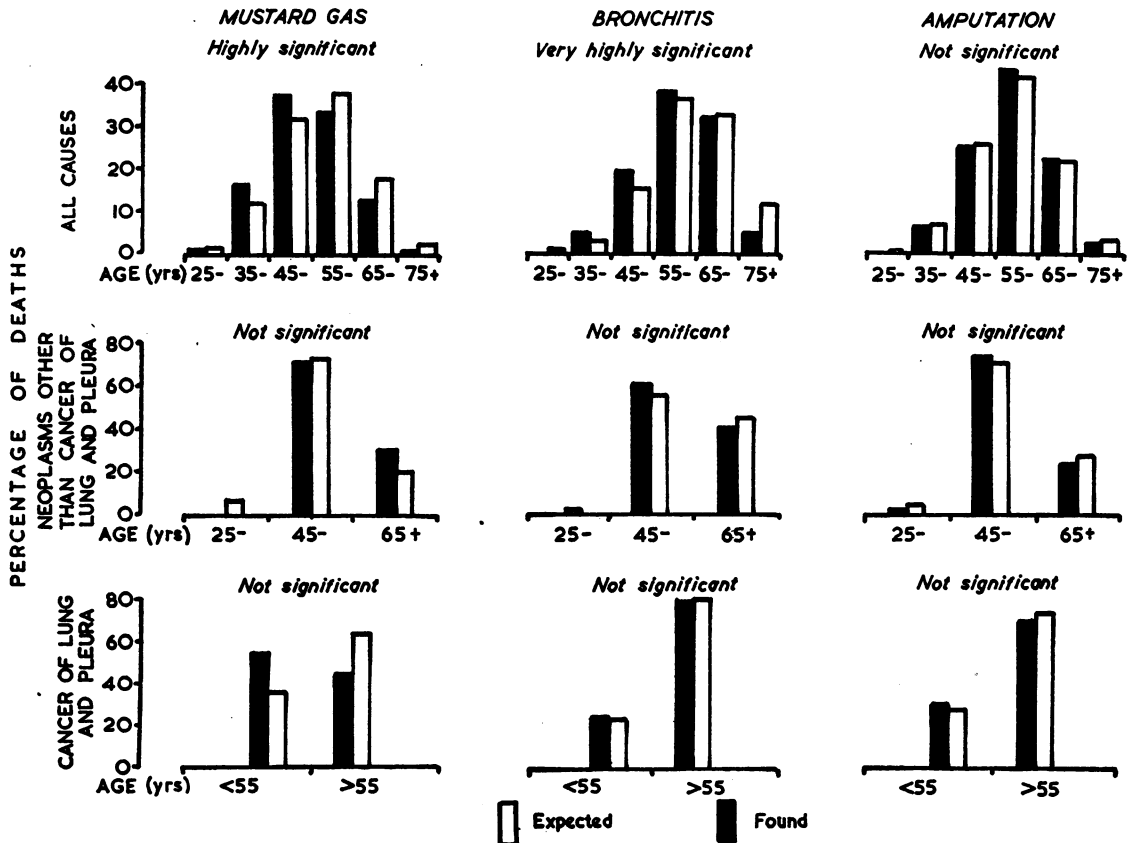 MUSTARD GAS BRONCHITIS AMPUTATION
Highly significant Very highly significant Not significant
PERCENTAGE OF DEATHS
ALL CAUSES
40
30
20
10
0
AGE (yrs) 25- 35- 45- 55- 65- 75+ 25- 35- 45- 55- 65- 75+ 25- 35- 45- 55- 65- 75+
Not significant Not significant Not significant
NEOPLASMS OTHER
THAN CANCER OF
LUNG AND PLEURA
80
60
40
20
0
AGE (yrs) 25- 45- 65+ 25- 45- 65+ 25- 45- 65+
Not significant Not significant Not significant
CANCER OF LUNG
AND PLEURA
80
60
40
20
0
AGE (yrs) <55 >55 <55 >55 <55 >55
Expected Found